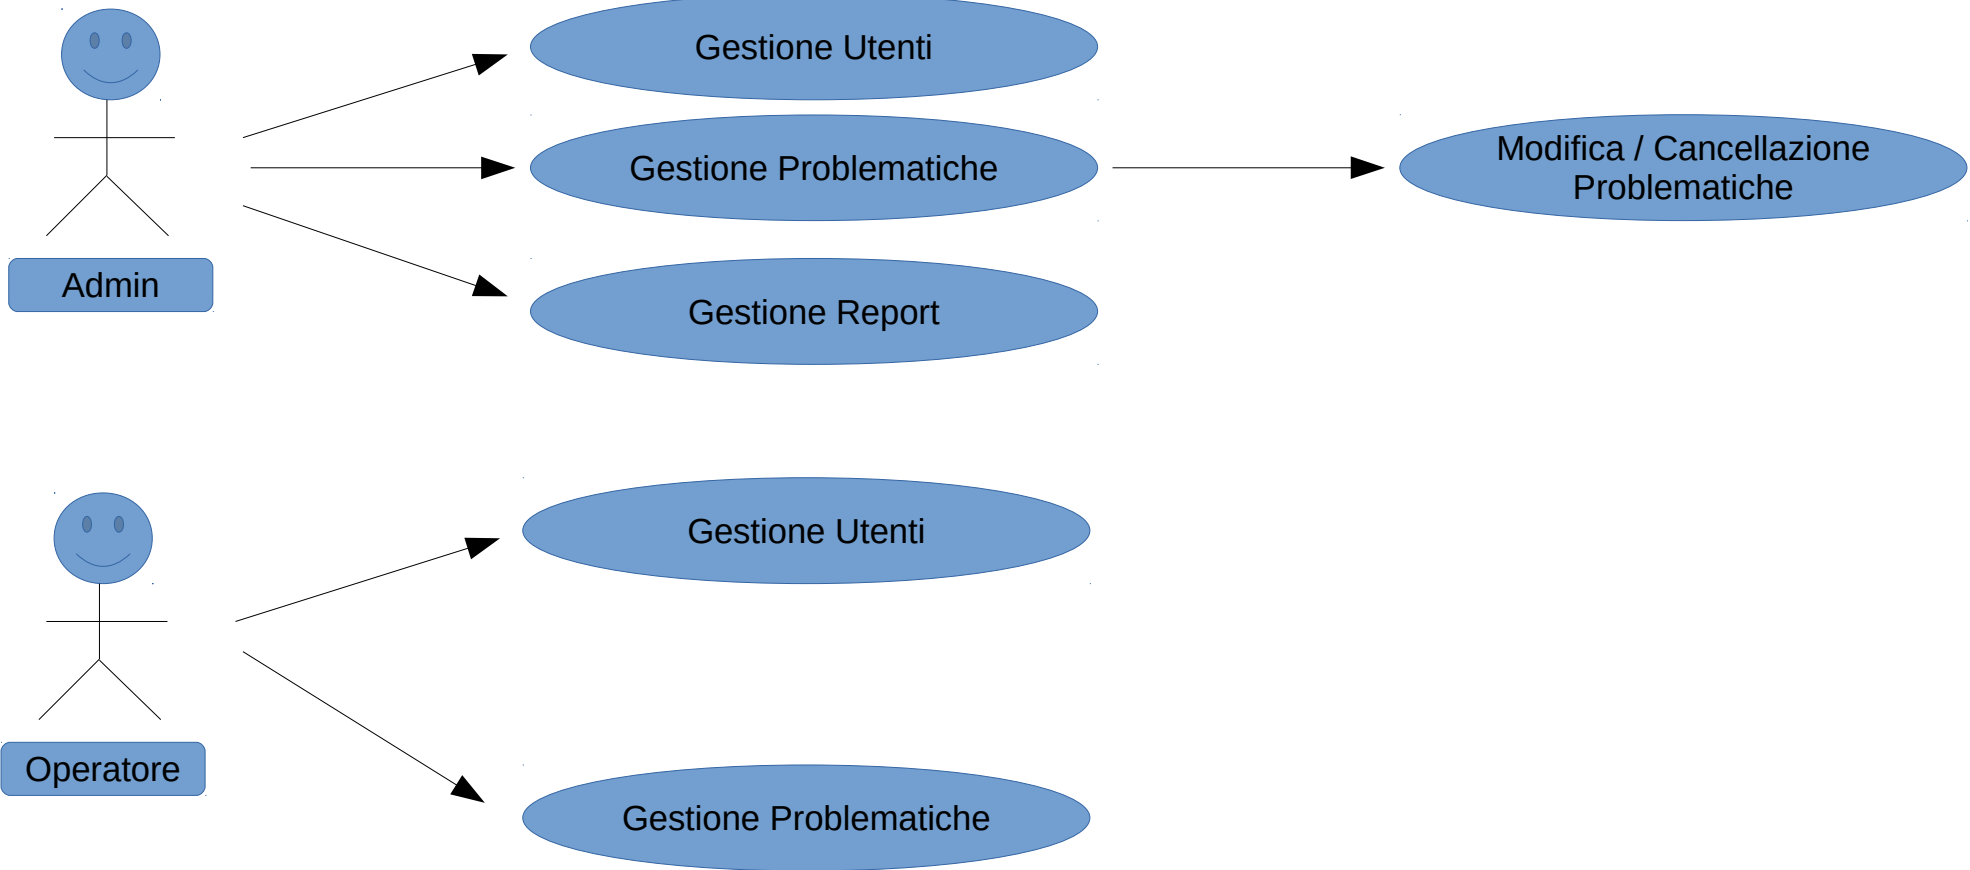 Gestione Utenti
Gestione Problematiche
Modifica / Cancellazione
Problematiche
Admin
Gestione Report
Gestione Utenti
Operatore
Gestione Problematiche